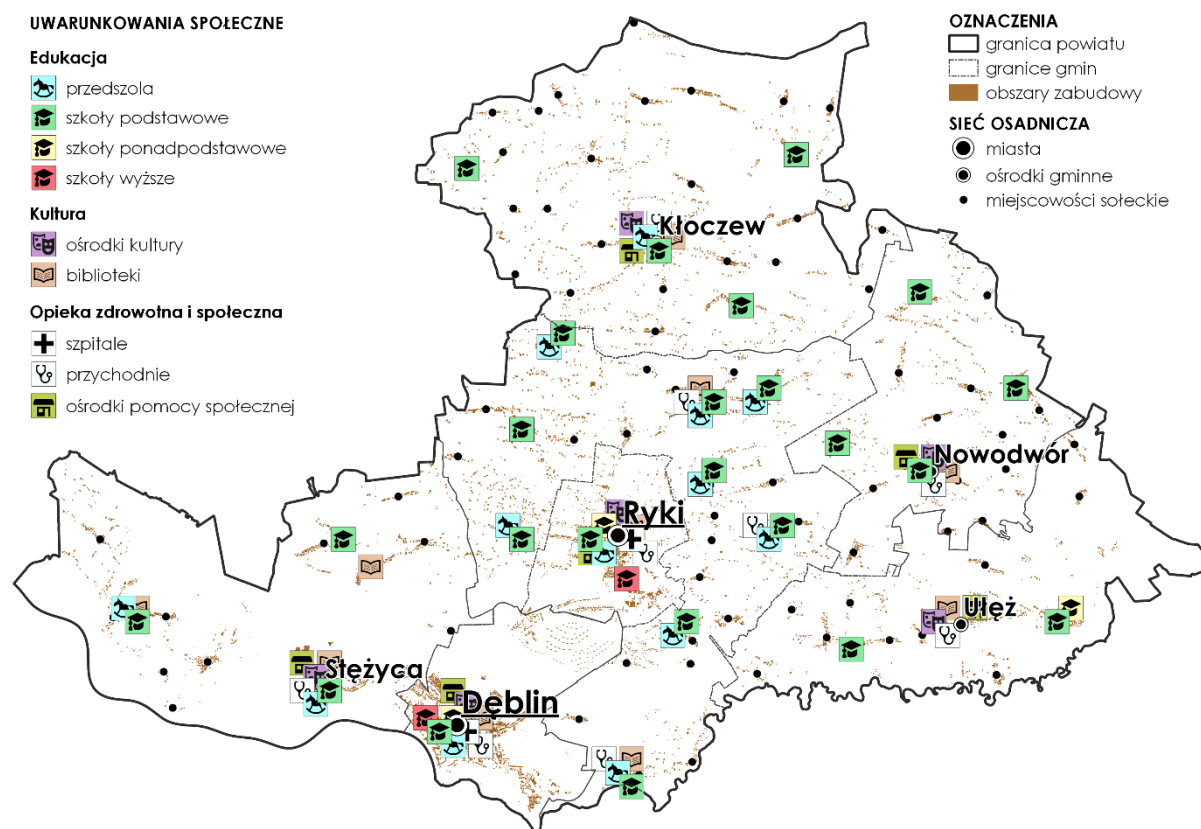 UWARUNKOWANIA SPOŁECZNE
Edukacja
przedszola
szkoły podstawowe
szkoły ponadpodstawowe
szkoły wyższe
Kultura
ośrodki kultury
biblioteki
Opieka zdrowotna i społeczna
szpitale
przychodnie
ośrodki pomocy społecznej
OZNACZENIA
granica powiatu
granice gmin
obszary zabudowy
SIEĆ OSADNICZA
miasta
ośrodki gminne
miejscowości sołeckie
Kłoczew
Nowodwór
Ryki
Ułęż
Stężyca
Dęblin